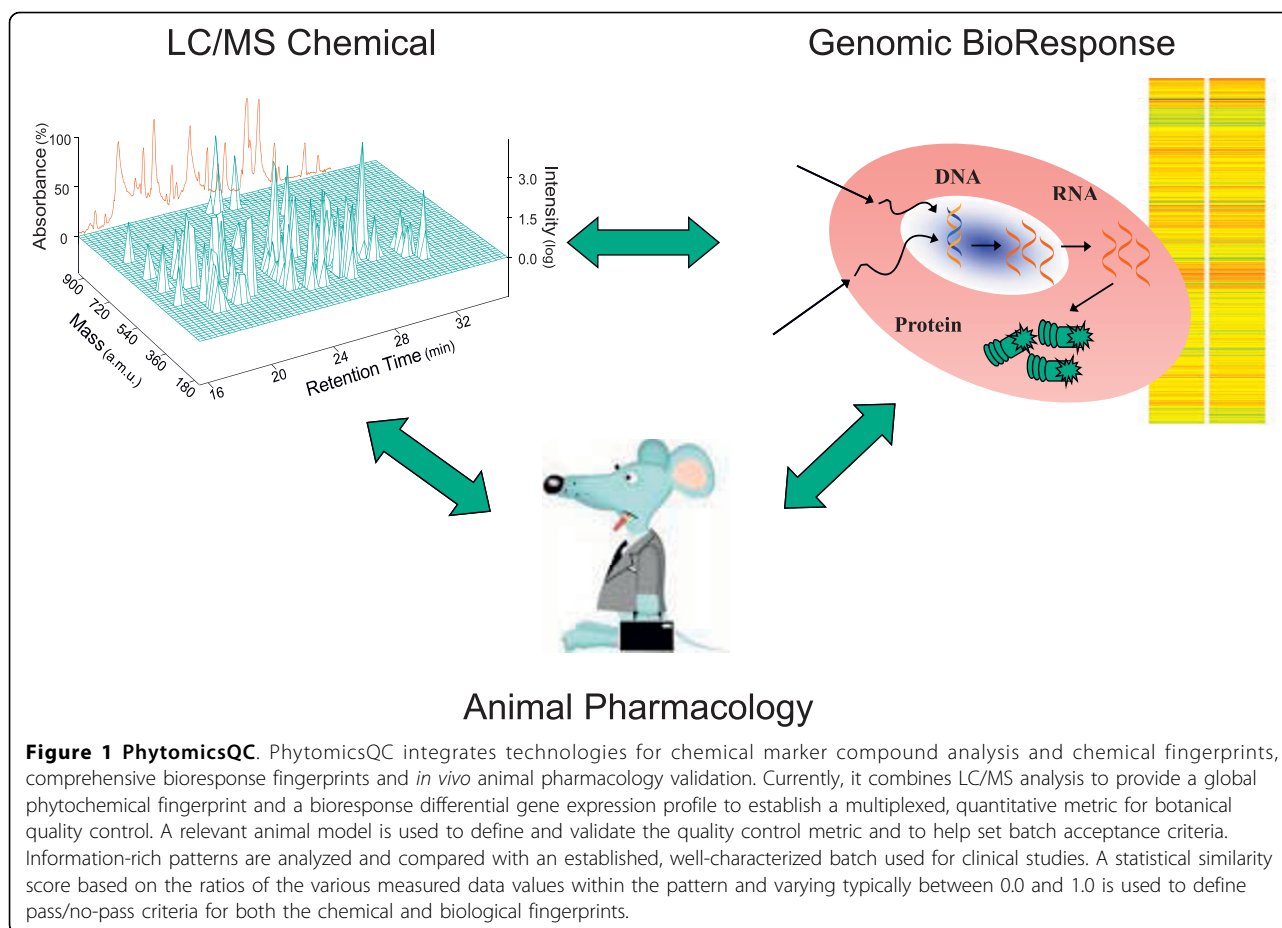 LC/MS Chemical
Genomic BioResponse
Absorbance (%)
100
50
0
Intensity (log)
3.0
1.5
0.0
Mass (a.m.u.)
900
720
540
360
180
Retention Time (min)
16
20
24
28
32
DNA
RNA
Protein
Animal Pharmacology
Figure 1 PhytomicsQC. PhytomicsQC integrates technologies for chemical marker compound analysis and chemical fingerprints,
comprehensive bioresponse fingerprints and in vivo animal pharmacology validation. Currently, it combines LC/MS analysis to provide a global
phytochemical fingerprint and a bioresponse differential gene expression profile to establish a multiplexed, quantitative metric for botanical
quality control. A relevant animal model is used to define and validate the quality control metric and to help set batch acceptance criteria.
Information-rich patterns are analyzed and compared with an established, well-characterized batch used for clinical studies. A statistical similarity
score based on the ratios of the various measured data values within the pattern and varying typically between 0.0 and 1.0 is used to define
pass/no-pass criteria for both the chemical and biological fingerprints.